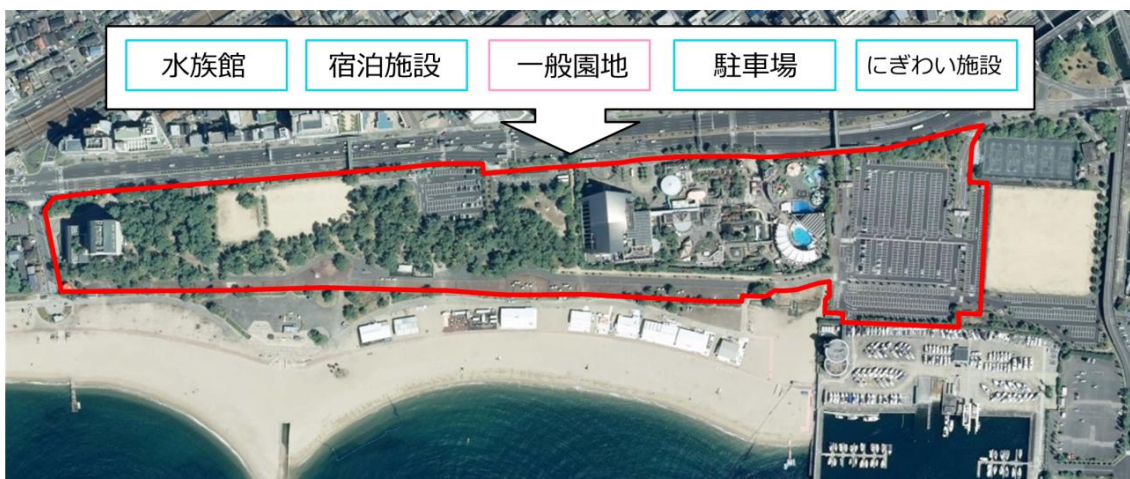 水族館
宿泊施設
一般園地
駐車場
にぎわい施設